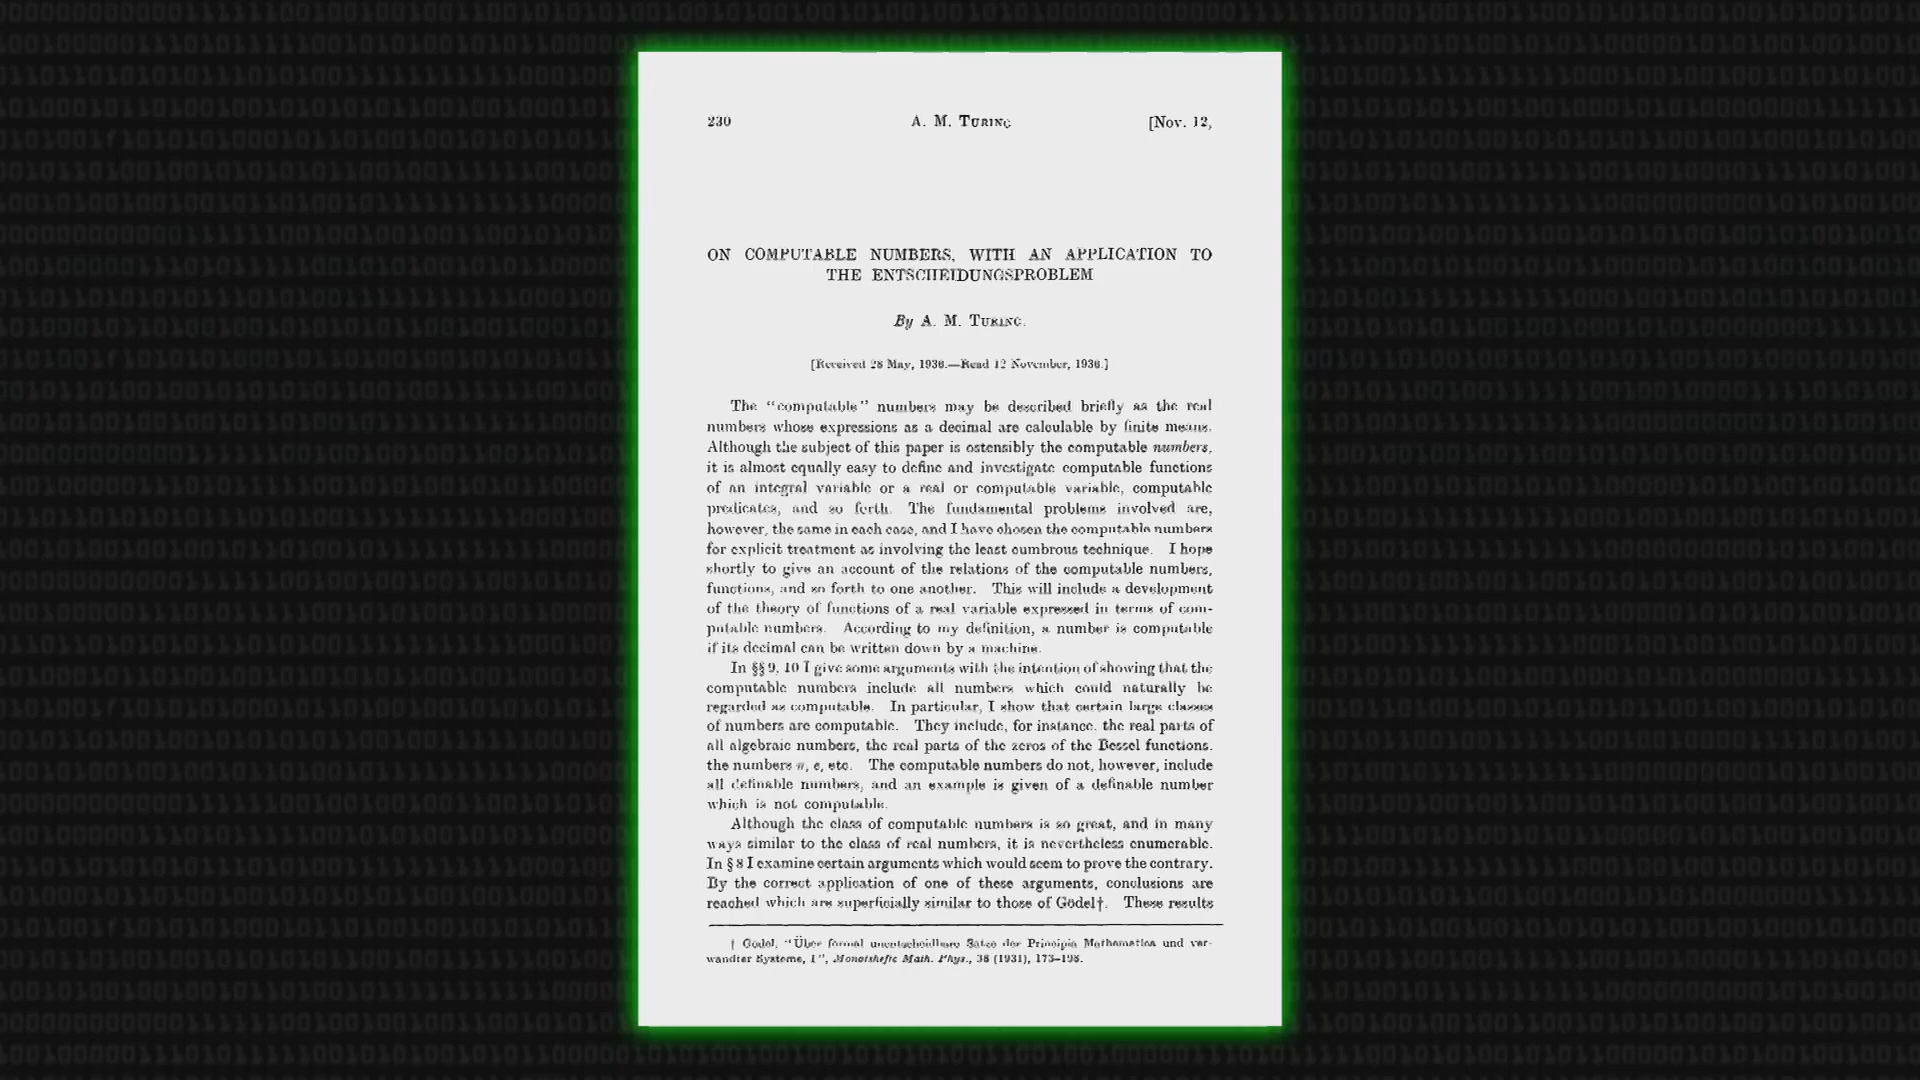 230 A. M. TURING [Nov. 12,
ON COMPUTABLE NUMBERS, WITH AN APPLICATION TO
THE ENTSCHEIDUNGSPROBLEM
By A. M. TURING.
[Received 28 May, 1936.—Read 12 November, 1936.]
The “computable” numbers may be described briefly as the real
numbers whose expressions as a decimal are calculable by finite means.
Although the subject of this paper is ostensibly the computable numbers,
it is almost equally easy to define and investigate computable functions
of an integral variable or a real or computable variable, computable
predicates, and so forth. The fundamental problems involved are,
however, the same in each case, and I have chosen the computable numbers
for explicit treatment as involving the least cumbrous technique. I hope
shortly to give an account of the relations of the computable numbers,
functions, and so forth to one another. This will include a development
of the theory of functions of a real variable expressed in terms of com-
putable numbers. According to my definition, a number is computable
if its decimal can be written down by a machine.
In §§ 9, 10 I give some arguments with the intention of showing that the
computable numbers include all numbers which could naturally be
regarded as computable. In particular, I show that certain large classes
of numbers are computable. They include, for instance, the real parts of
all algebraic numbers, the real parts of the zeros of the Bessel functions,
the numbers π, e, etc. The computable numbers do not, however, include
all definable numbers, and an example is given of a definable number
which is not computable.
Although the class of computable numbers is so great, and in many
ways similar to the class of real numbers, it is nevertheless enumerable.
In § 8 I examine certain arguments which would seem to prove the contrary.
By the correct application of one of these arguments, conclusions are
reached which are superficially similar to those of Gödel†. These results
† Gödel, “Über formal unentscheidbare Sätze der Principia Mathematica und ver-
wandter Systeme, I”, Monatshefte Math. Phys., 38 (1931), 173–198.